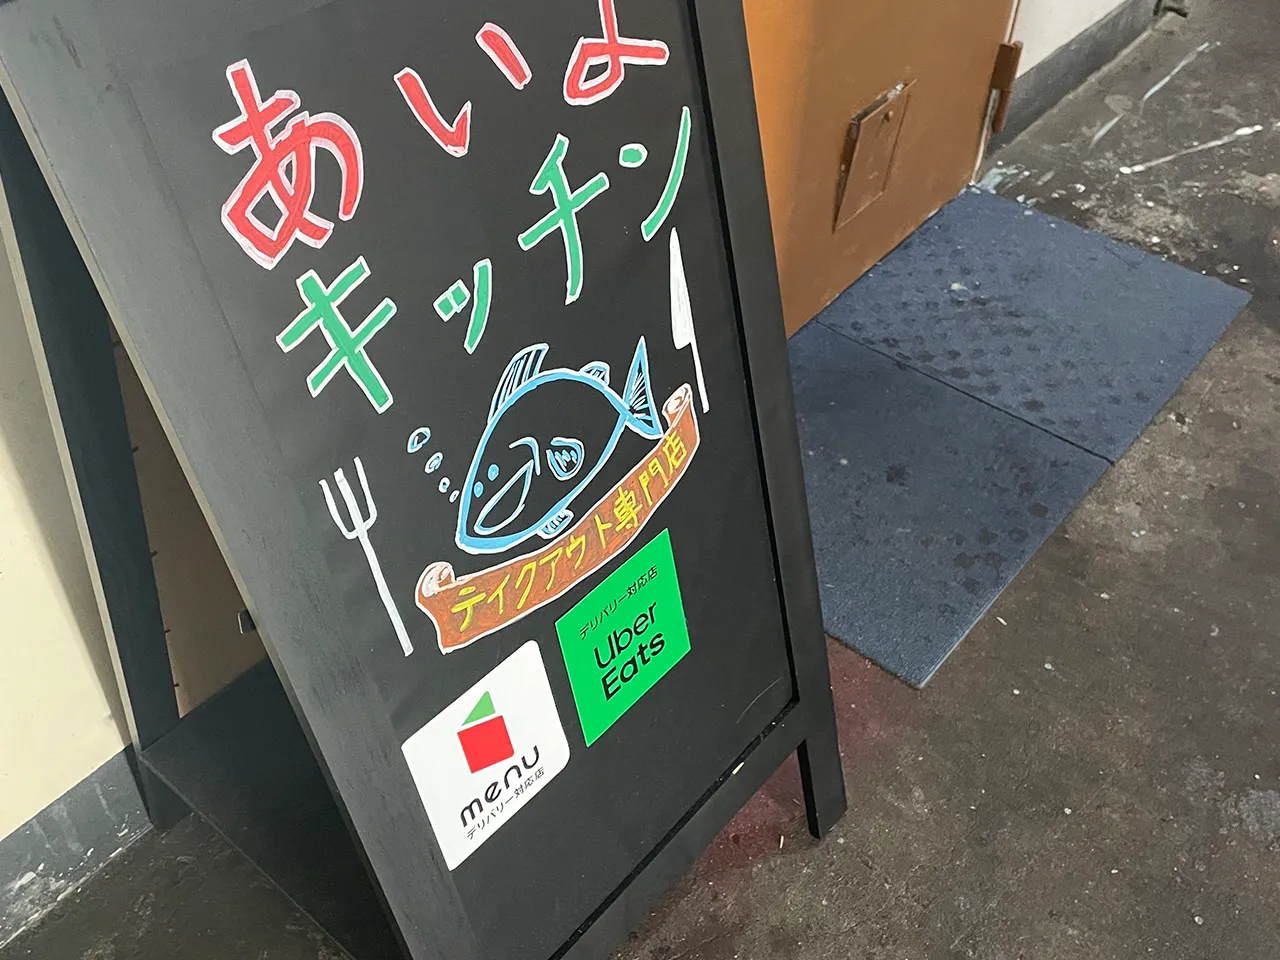 あいよ
キッチン
テイクアウト専門店
デリバリー対応店
Uber
Eats
menu
デリバリー対応店